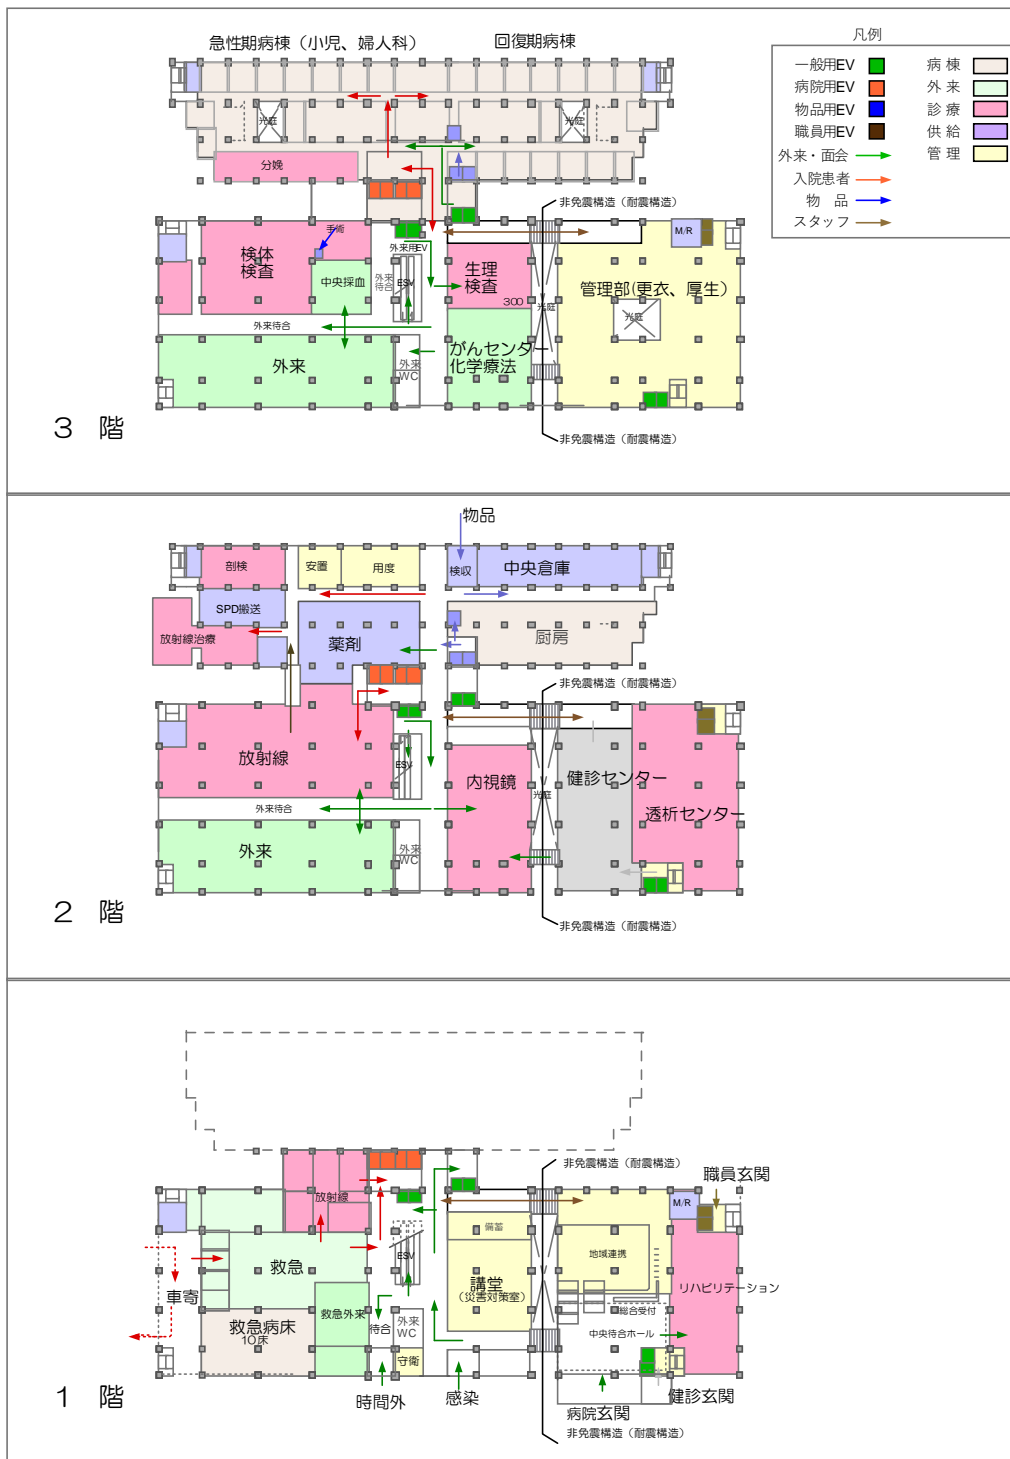 急性期病棟（小児、婦人科）
回復期病棟
凡例
一般用EV
病院用EV
物品用EV
職員用EV
外来・面会
入院患者
物 品
スタッフ
病 棟
外 来
診 療
供 給
管 理
光庭
光庭
分娩
非免震構造（耐震構造）
手術
検体
検査
中央採血
外来用EV
外来
待合
ESV
生理
検査
300
光庭
M/R
管理部(更衣、厚生）
光庭
外来待合
外来
外来
WC
がんセンター
化学療法
非免震構造（耐震構造）
3 階
物品
剖検
安置
用度
検収
中央倉庫
SPD搬送
放射線治療
薬剤
厨房
非免震構造（耐震構造）
放射線
ESV
内視鏡
光庭
健診センター
透析センター
外来待合
外来
外来
WC
非免震構造（耐震構造）
2 階
非免震構造（耐震構造）
職員玄関
放射線
M/R
備蓄
ESV
地域連携
救急
車寄
講堂
（災害対策室）
リハビリテーション
救急病床
10床
救急外来
待合
外来
WC
総合受付
中央待合ホール
守衛
時間外
感染
病院玄関
健診玄関
非免震構造（耐震構造）
1 階